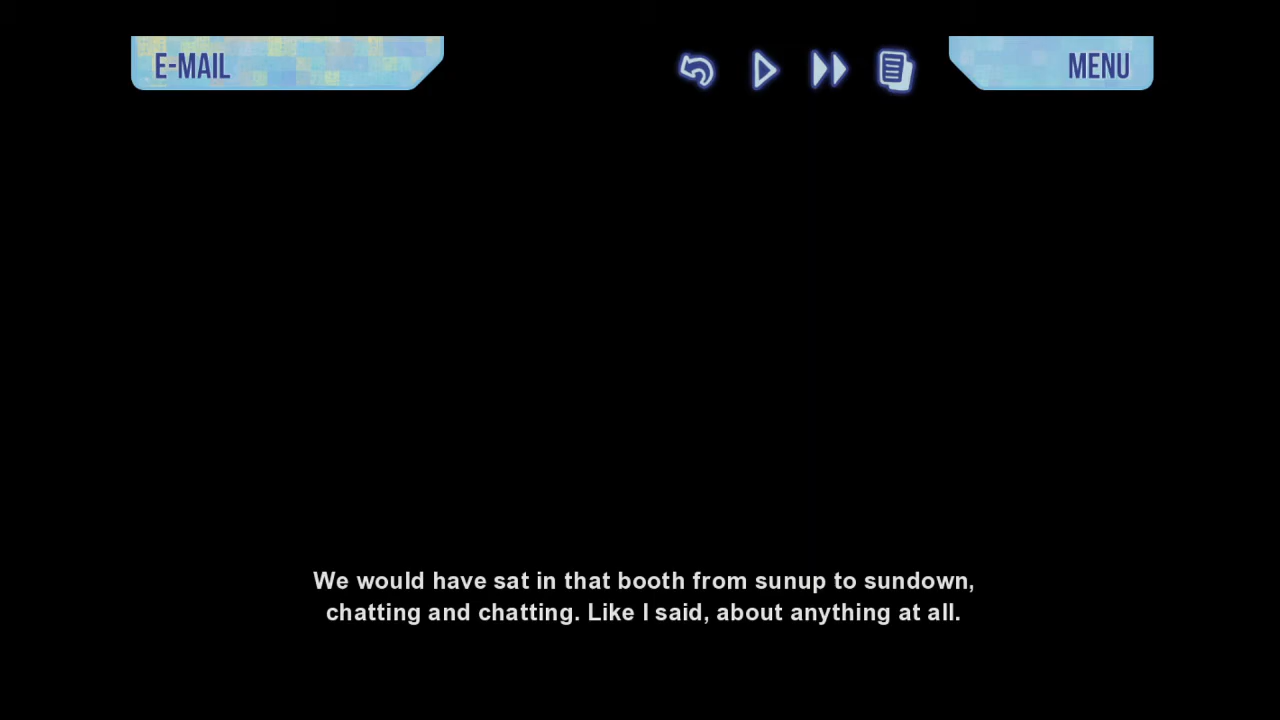 E-MAIL
MENU
We would have sat in that booth from sunup to sundown,
chatting and chatting. Like I said, about anything at all.